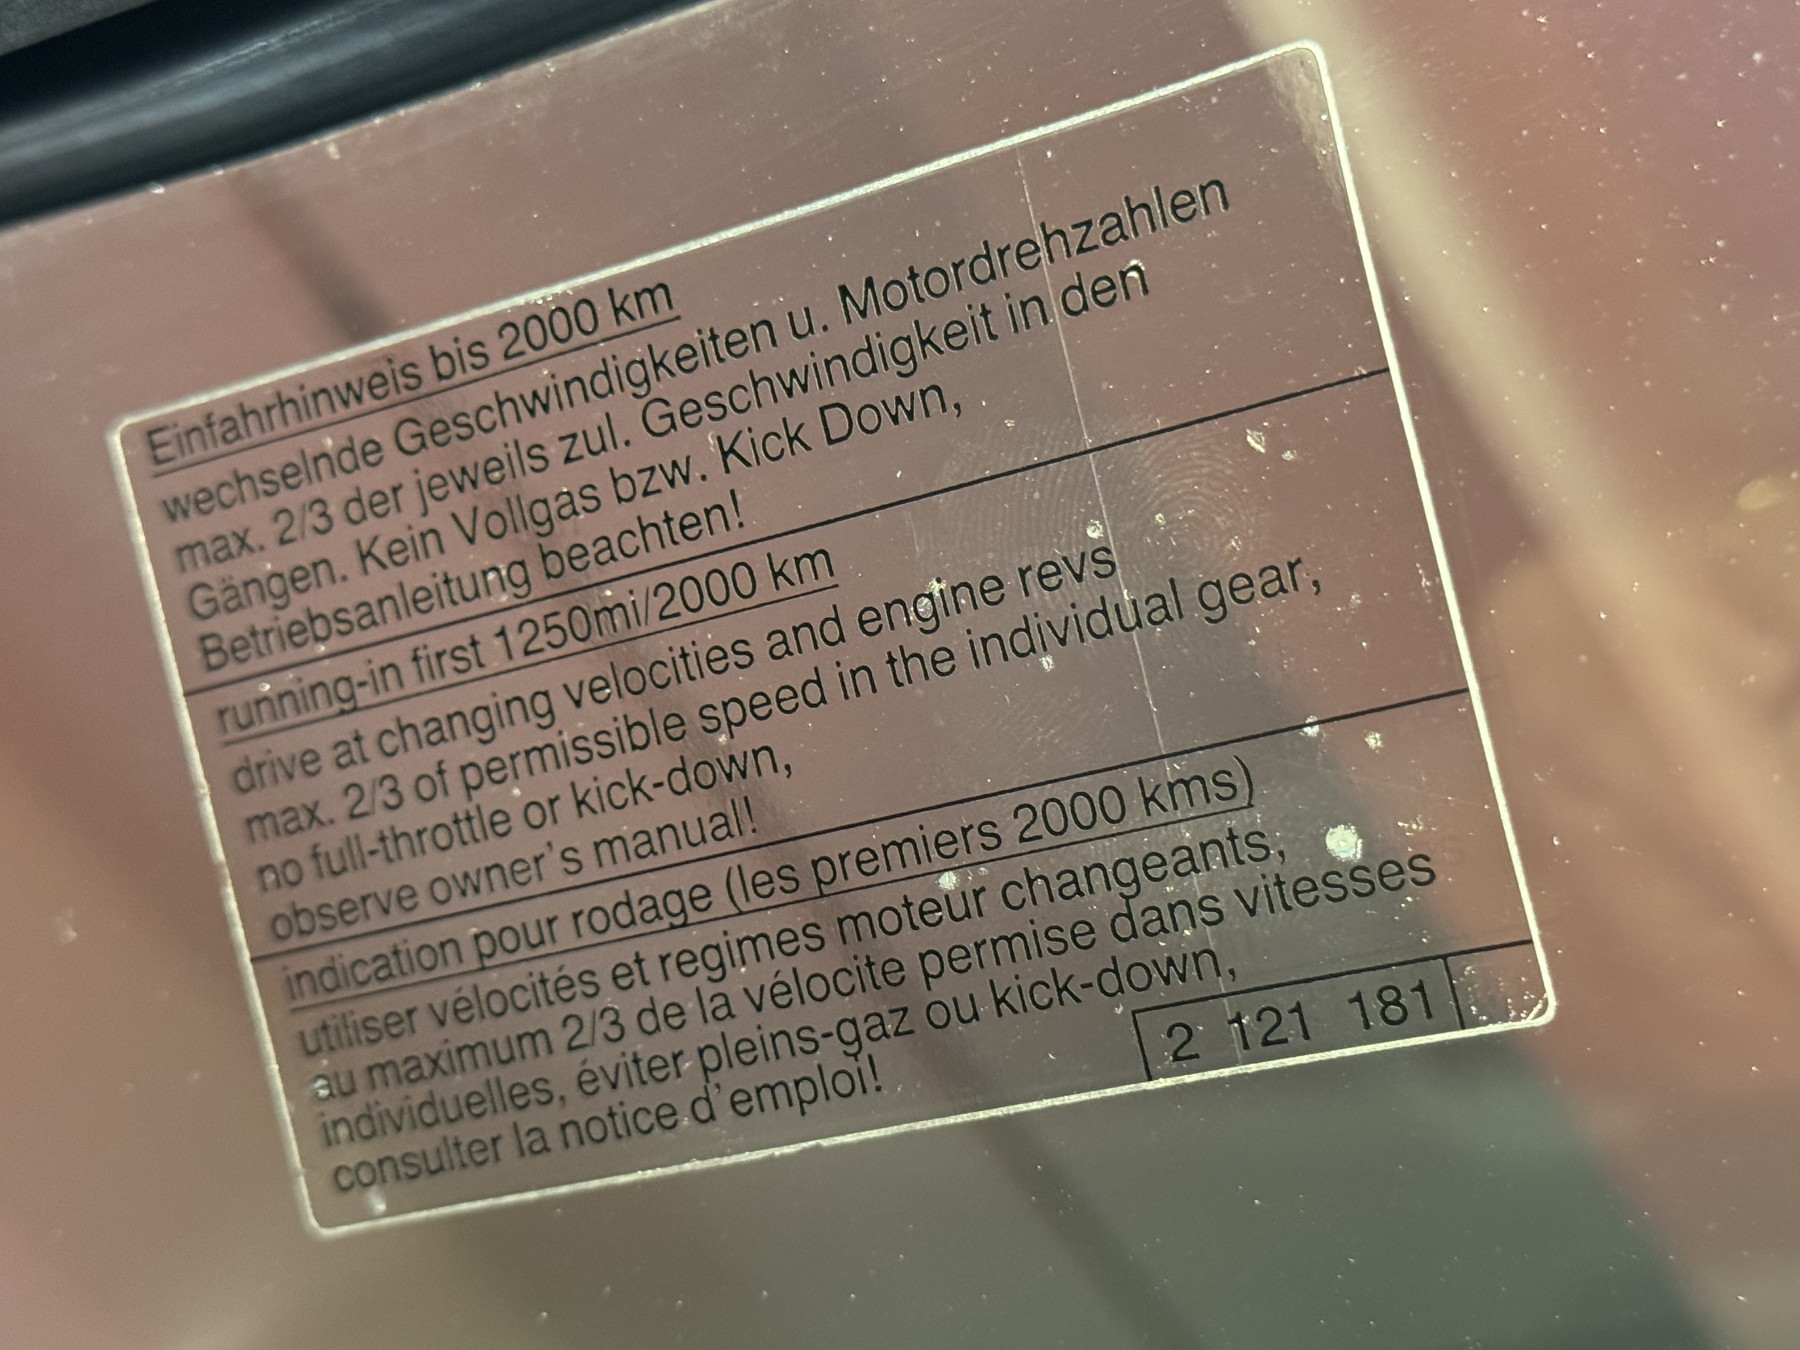 Einfahrhinweis bis 2000 km
wechselnde Geschwindigkeiten u. Motordrehzahlen
max. 2/3 der jeweils zul. Geschwindigkeit in den
Gängen. Kein Vollgas bzw. Kick Down,
Betriebsanleitung beachten!
running-in first 1250mi/2000 km
drive at changing velocities and engine revs
max. 2/3 of permissible speed in the individual gear,
no full-throttle or kick-down,
observe owner's manual!
indication pour rodage (les premiers 2000 kms)
utiliser vélocités et regimes moteur changeants,
au maximum 2/3 de la vélocite permise dans vitesses
individuelles, éviter pleins-gaz ou kick-down,
consulter la notice d'emploi!
2 121 181